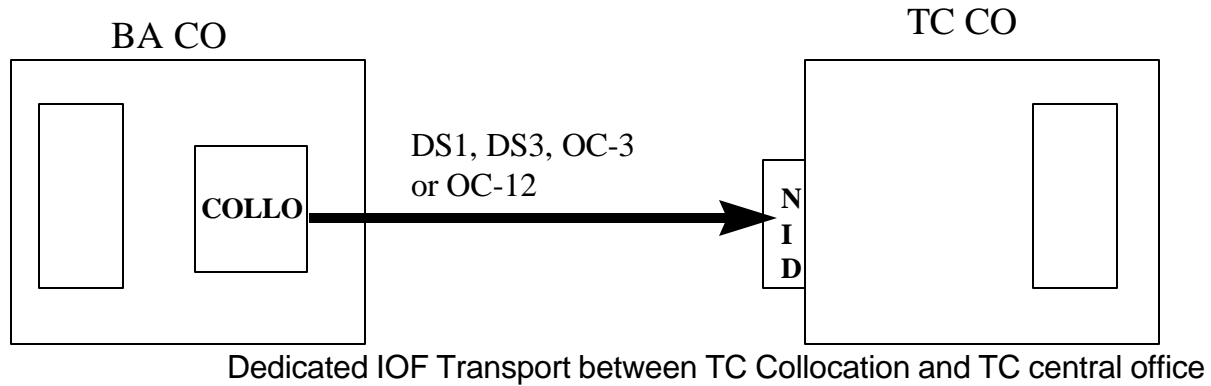 BA CO
TC CO
DS1, DS3, OC-3
or OC-12
COLLO
N
I
D
Dedicated IOF Transport between TC Collocation and TC central office